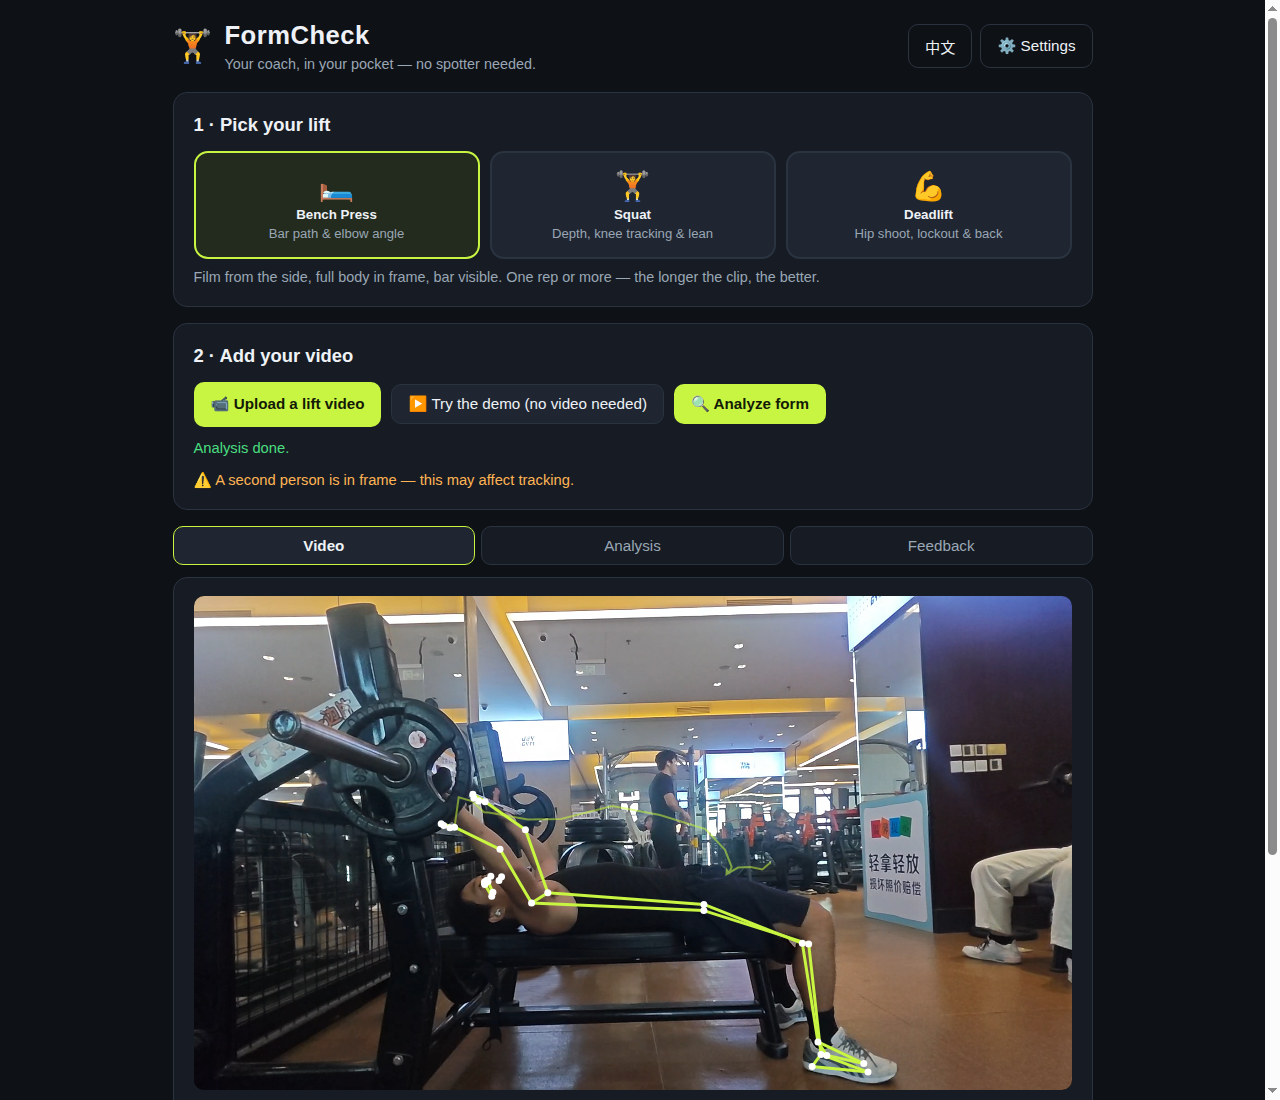 FormCheck
Your coach, in your pocket — no spotter needed.
中文
⚙️ Settings
1 · Pick your lift
Bench Press
Bar path & elbow angle
Squat
Depth, knee tracking & lean
Deadlift
Hip shoot, lockout & back
Film from the side, full body in frame, bar visible. One rep or more — the longer the clip, the better.
2 · Add your video
📹 Upload a lift video
▶️ Try the demo (no video needed)
🔍 Analyze form
Analysis done.
⚠️ A second person is in frame — this may affect tracking.
Video
Analysis
Feedback
轻拿轻放
损坏照价赔偿